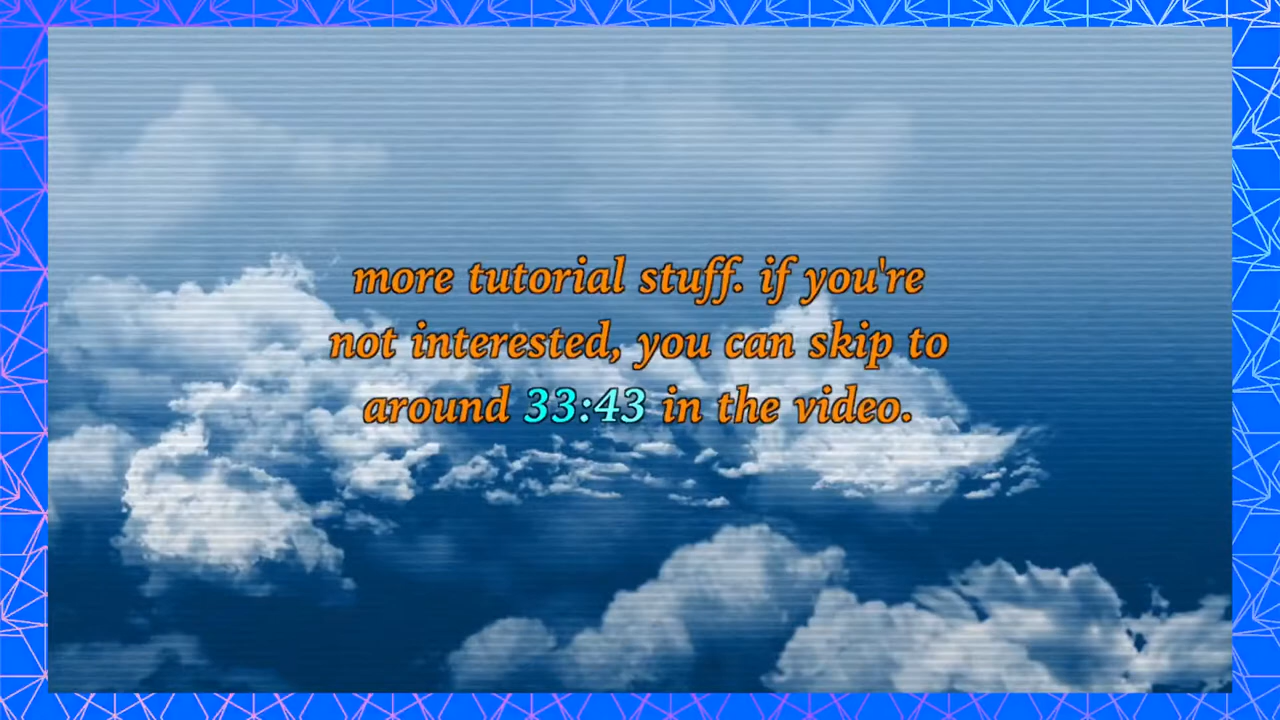 more tutorial stuff. if you're
not interested, you can skip to
around 33:43 in the video.